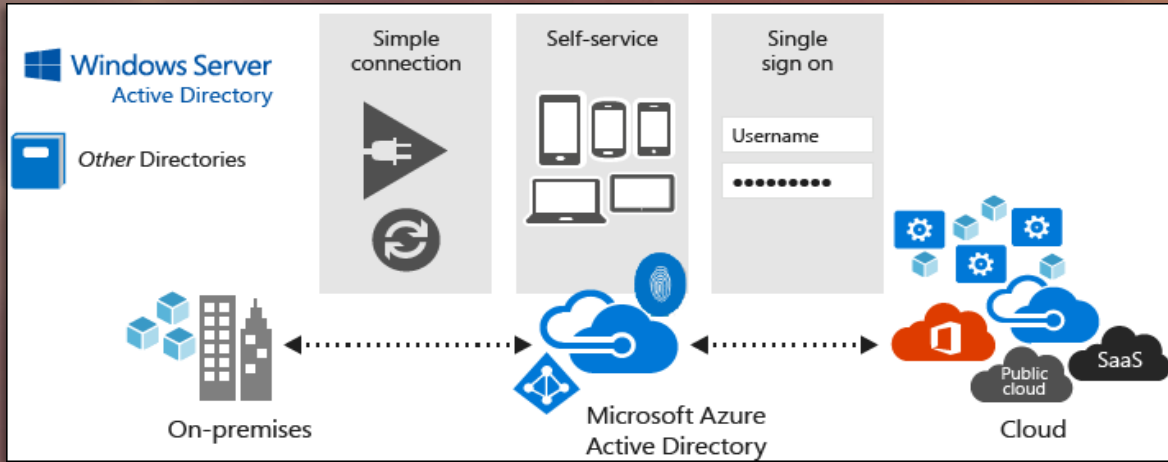 Windows Server
Active Directory
Other Directories
Simple
connection
Self-service
Single
sign on
Username
On-premises
Microsoft Azure
Active Directory
Public
cloud
SaaS
Cloud